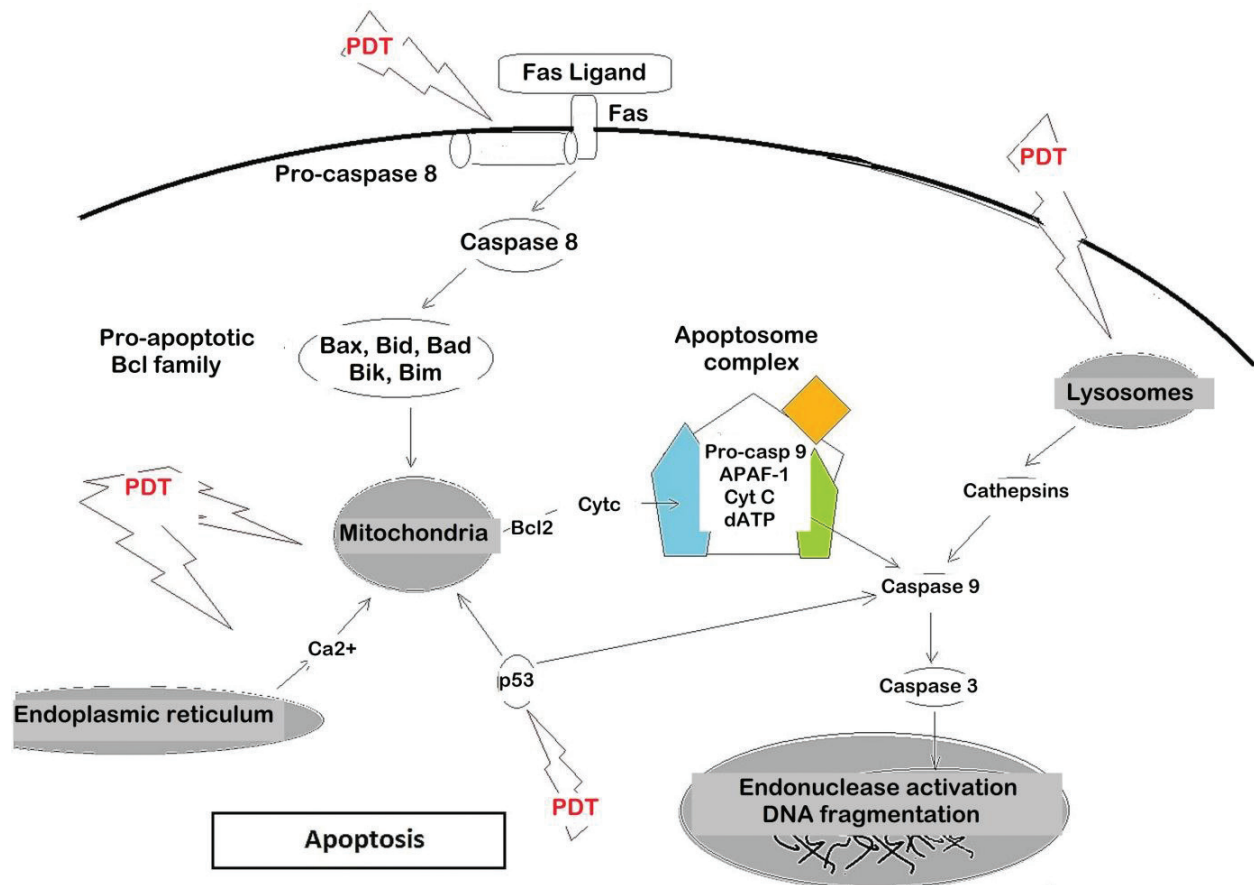 PDT
Fas Ligand
Fas
Pro-caspase 8
PDT
Caspase 8
Pro-apoptotic
Bcl family
Bax, Bid, Bad
Bik, Bim
Apoptosome
complex
Lysosomes
Pro-casp 9
APAF-1
Cyt C
dATP
PDT
Mitochondria
Bcl2
Cytc
Cathepsins
Caspase 9
Ca2+
p53
Caspase 3
Endoplasmic reticulum
PDT
Endonuclease activation
DNA fragmentation
Apoptosis